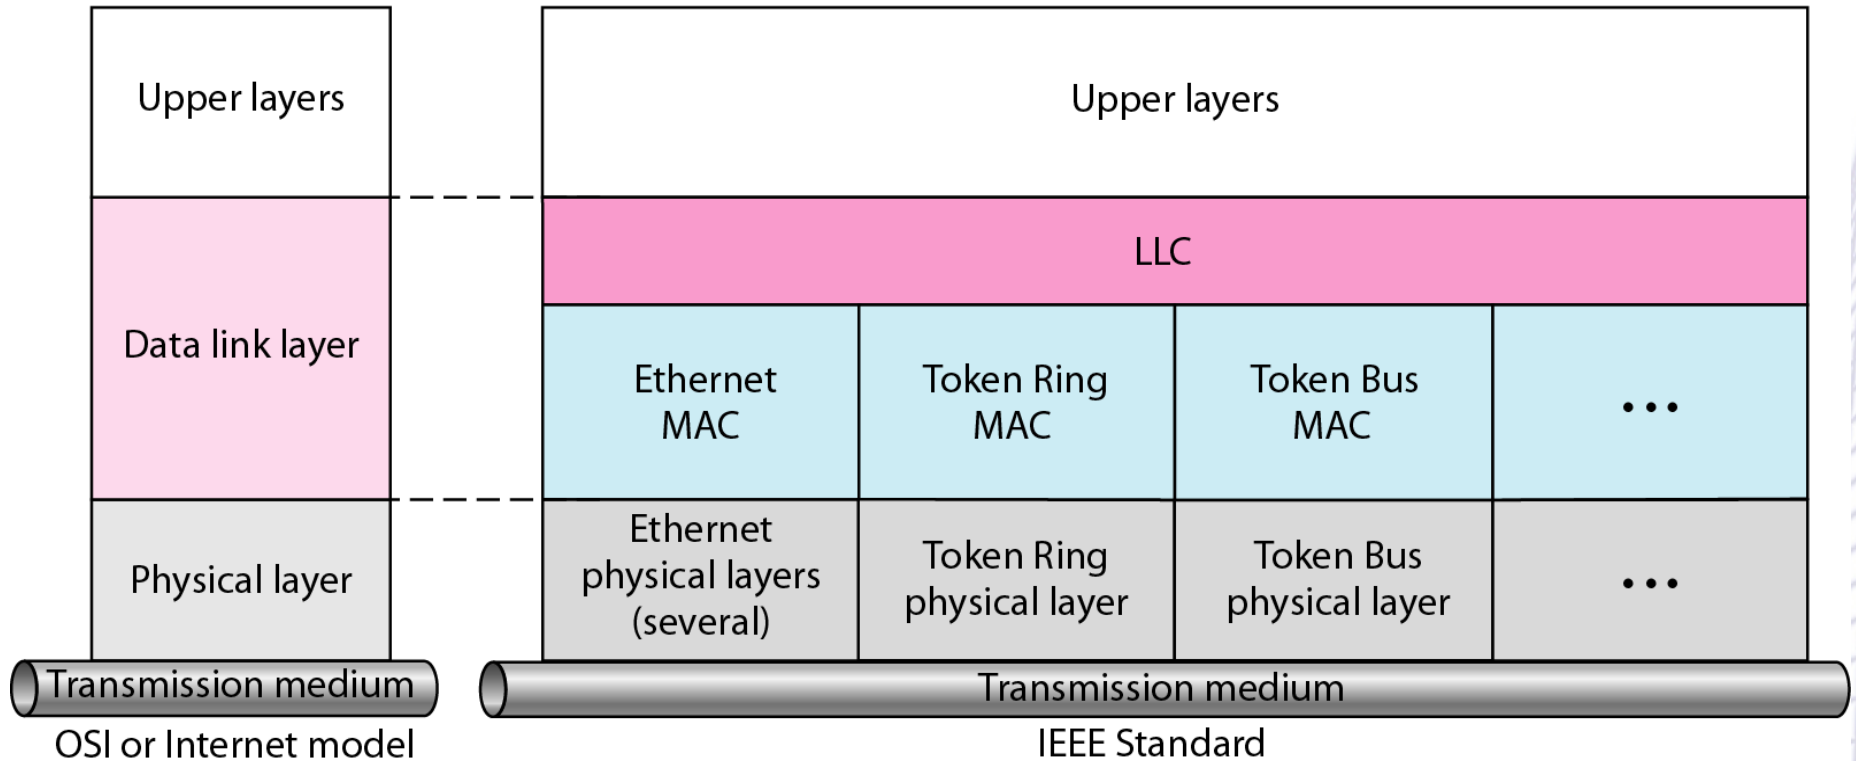 Upper layers
Data link layer
Physical layer
Transmission medium
OSI or Internet model
Upper layers
LLC
Ethernet
MAC
Token Ring
MAC
Token Bus
MAC
...
Ethernet
physical layers
(several)
Token Ring
physical layer
Token Bus
physical layer
...
Transmission medium
IEEE Standard